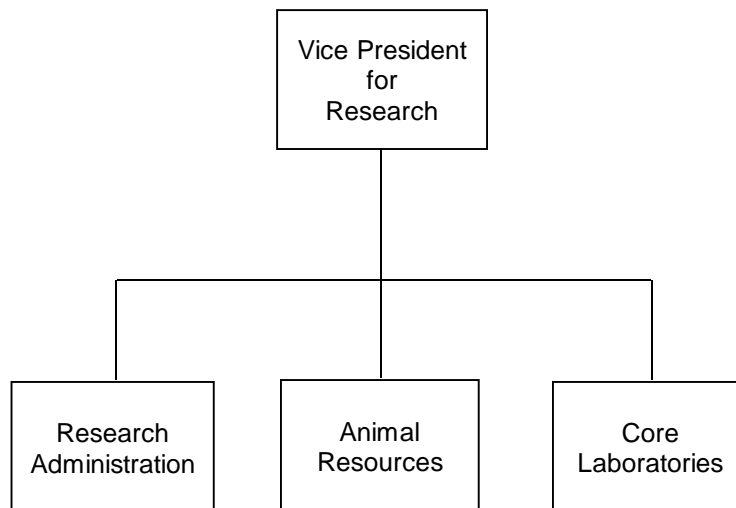 Vice President
for
Research
Research
Administration
Animal
Resources
Core
Laboratories